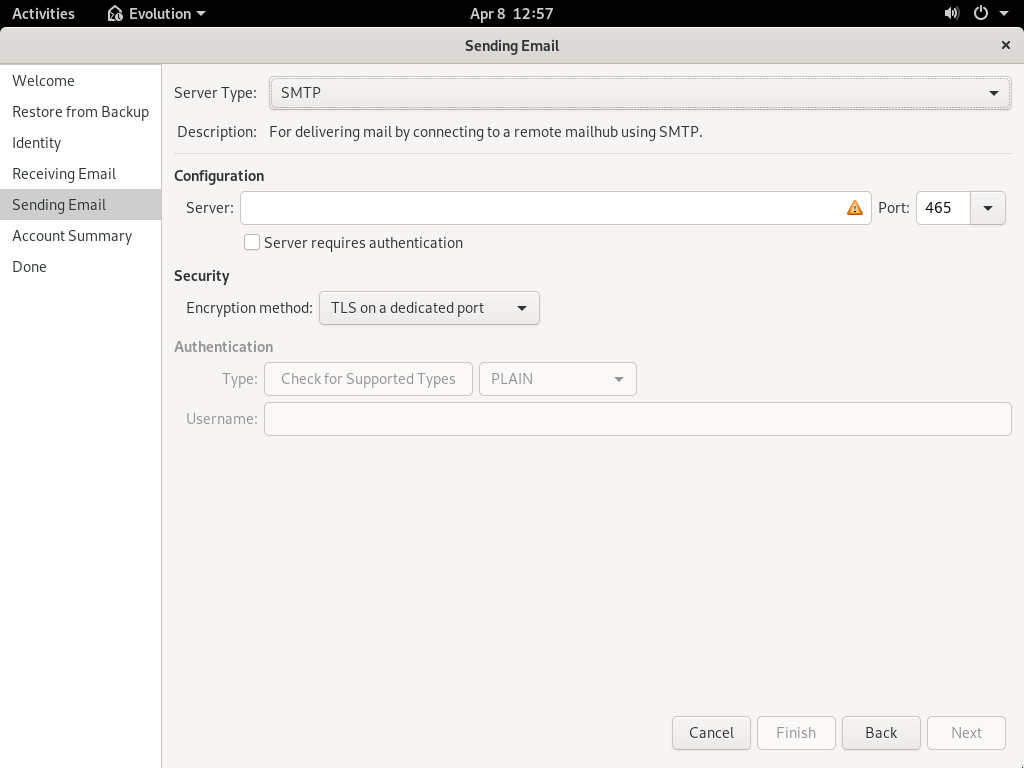 Activities Evolution Apr 8 12:57
Sending Email
Welcome
Restore from Backup
Identity
Receiving Email
Sending Email
Account Summary
Done
Server Type: SMTP
Description: For delivering mail by connecting to a remote mailhub using SMTP.
Configuration
Server: Port: 465
Server requires authentication
Security
Encryption method: TLS on a dedicated port
Authentication
Type: Check for Supported Types PLAIN
Username:
Cancel Finish Back Next